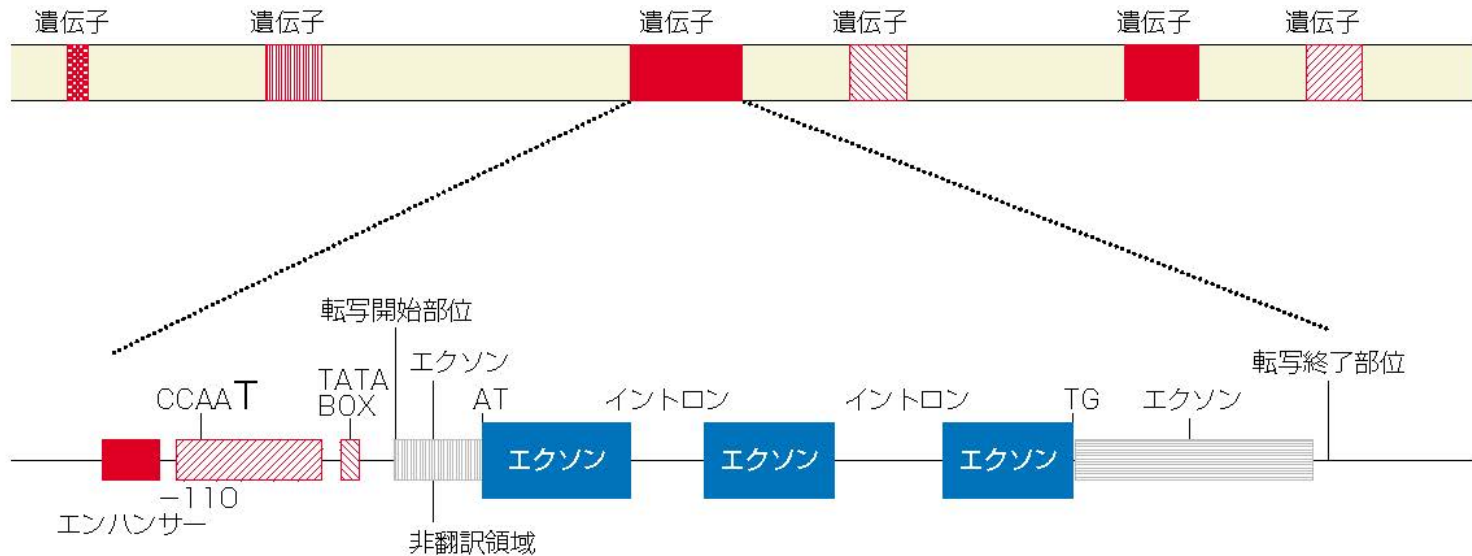 遺伝子
遺伝子
遺伝子
遺伝子
遺伝子
遺伝子
転写開始部位
エクソン
転写終了部位
CCAAT
TATA
BOX
AT
イントロン
イントロン
TG
エクソン
エクソン
エクソン
エクソン
-110
エンハンサー
非翻訳領域